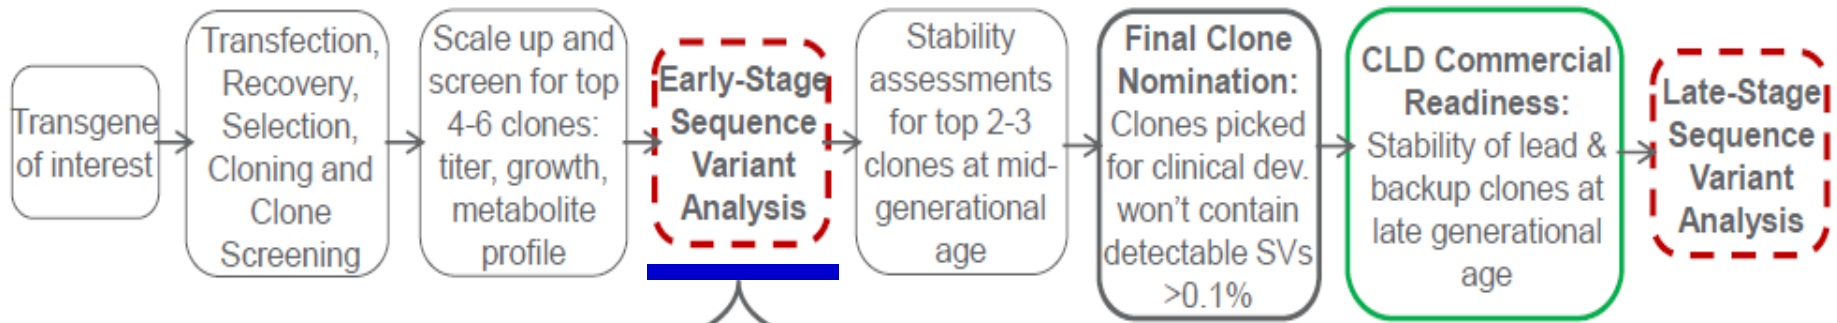 Transgene
of interest
Transfection,
Recovery,
Selection,
Cloning and
Clone
Screening
Scale up and
screen for top
4-6 clones:
titer, growth,
metabolite
profile
Early-Stage
Sequence
Variant
Analysis
Stability
assessments
for top 2-3
clones at mid-
generational
age
Final Clone
Nomination:
Clones picked
for clinical dev.
won't contain
detectable SVs
>0.1%
CLD Commercial
Readiness:
Stability of lead &
backup clones at
late generational
age
Late-Stage
Sequence
Variant
Analysis